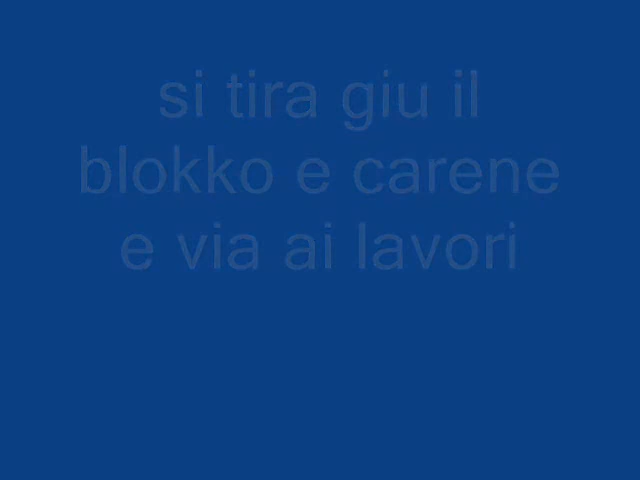 si tira giu il
blokko e carene
e via ai lavori